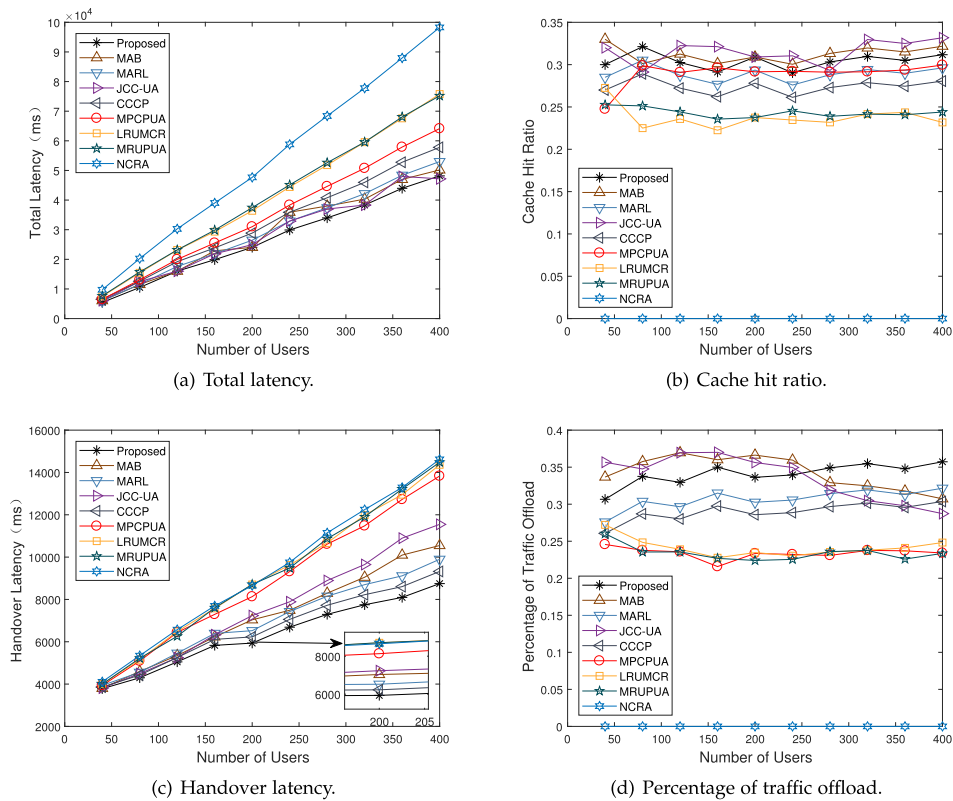 ×10⁴
10
9
8
7
6
5
4
3
2
1
0
Total Latency (ms)
Proposed
MAB
MARL
JCC-UA
CCCP
MPCPUA
LRUMCR
MRUPUA
NCRA
0 50 100 150 200 250 300 350 400
Number of Users
(a) Total latency.
0.35
0.3
0.25
0.2
0.15
0.1
0.05
0
Cache Hit Ratio
Proposed
MAB
MARL
JCC-UA
CCCP
MPCPUA
LRUMCR
MRUPUA
NCRA
0 50 100 150 200 250 300 350 400
Number of Users
(b) Cache hit ratio.
16000
14000
12000
10000
8000
6000
4000
2000
Handover Latency (ms)
Proposed
MAB
MARL
JCC-UA
CCCP
MPCPUA
LRUMCR
MRUPUA
NCRA
8000
6000
200 205
0 50 100 150 200 250 300 350 400
Number of Users
(c) Handover latency.
0.4
0.35
0.3
0.25
0.2
0.15
0.1
0.05
0
Percentage of Traffic Offload
Proposed
MAB
MARL
JCC-UA
CCCP
MPCPUA
LRUMCR
MRUPUA
NCRA
0 50 100 150 200 250 300 350 400
Number of Users
(d) Percentage of traffic offload.